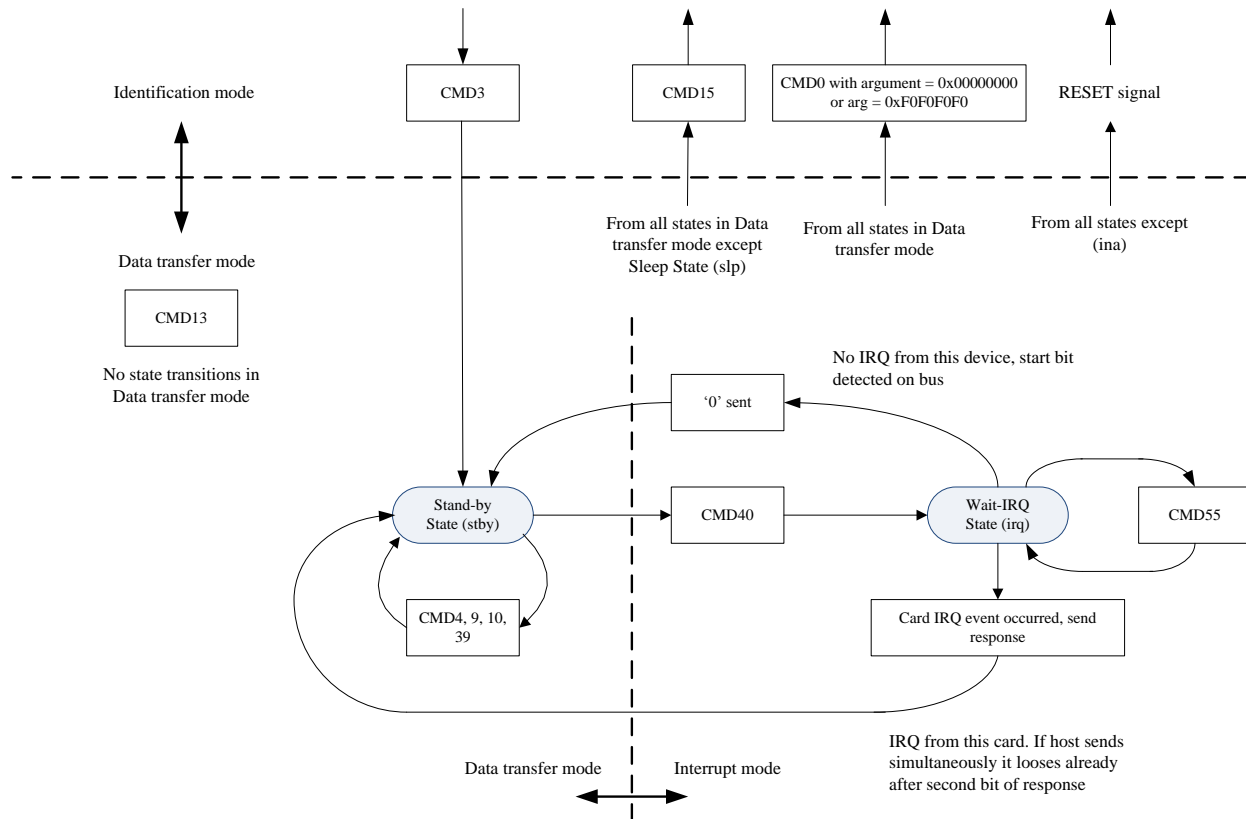 Identification mode
CMD3
CMD15
CMD0 with argument = 0x00000000
or arg = 0xF0F0F0F0
RESET signal
Data transfer mode
From all states in Data
transfer mode except
Sleep State (slp)
From all states in Data
transfer mode
From all states except
(ina)
CMD13
No state transitions in
Data transfer mode
No IRQ from this device, start bit
detected on bus
‘0’ sent
Stand-by
State (stby)
CMD40
Wait-IRQ
State (irq)
CMD55
CMD4, 9, 10,
39
Card IRQ event occurred, send
response
IRQ from this card. If host sends
simultaneously it looses already
after second bit of response
Data transfer mode
Interrupt mode